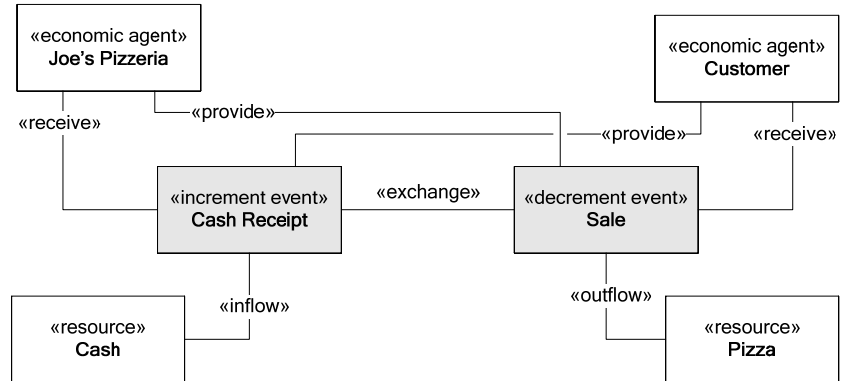 «economic agent»
Joe's Pizzeria
«economic agent»
Customer
«receive»
«provide»
«provide»
«receive»
«increment event»
Cash Receipt
«exchange»
«decrement event»
Sale
«inflow»
«outflow»
«resource»
Cash
«resource»
Pizza